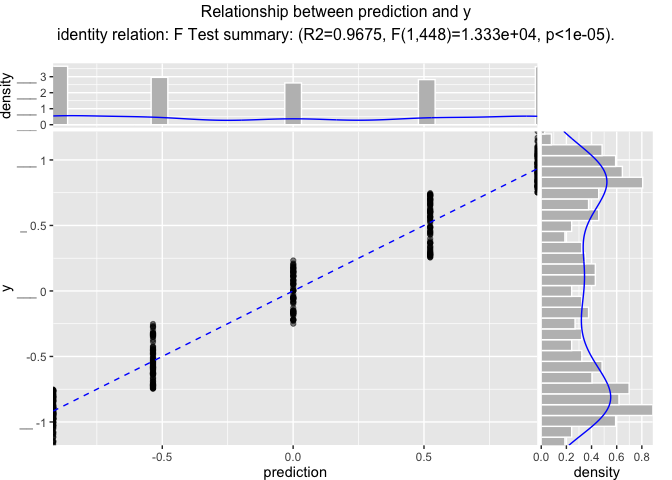 Relationship between prediction and y
identity relation: F Test summary: (R2=0.9675, F(1,448)=1.333e+04, p<1e-05).
density
3
2
1
0
y
1
0.5
0
-0.5
-1
-0.5 0.0 0.5
prediction
0.0 0.2 0.4 0.6 0.8
density